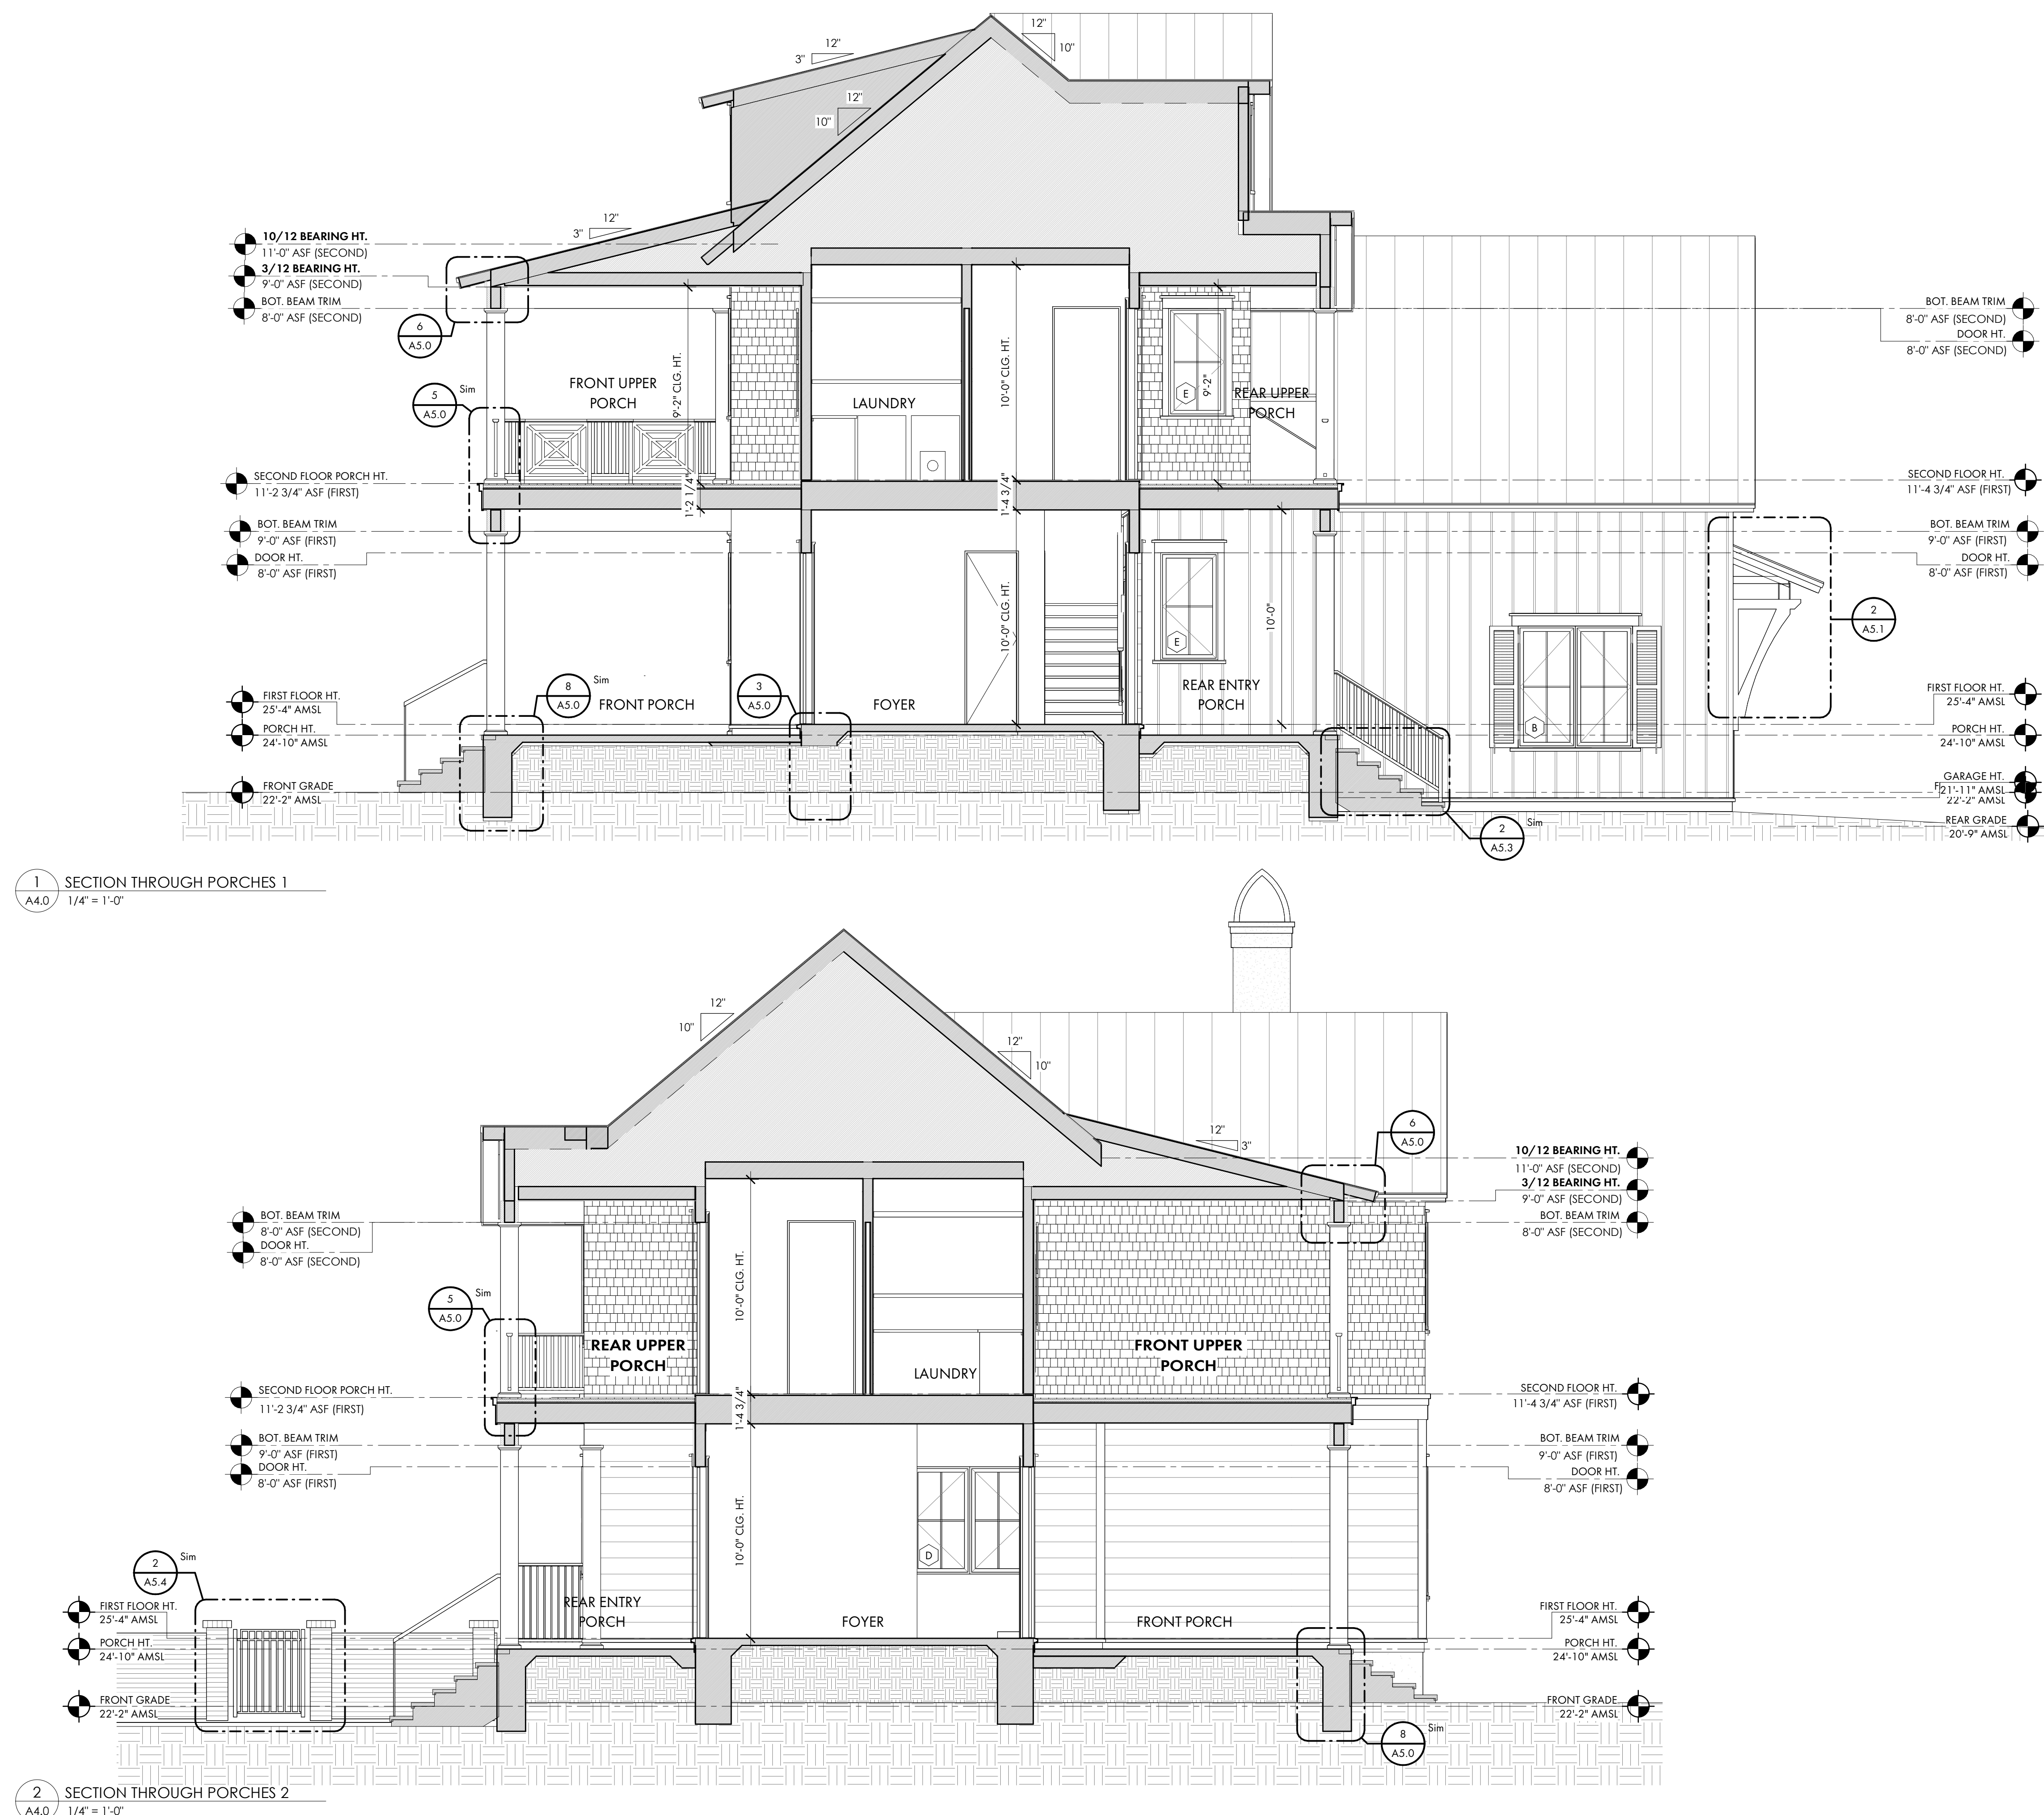 12"
10"
12"
3"
12"
10"
12"
3"
10/12 BEARING HT.
11'-0" ASF (SECOND)
3/12 BEARING HT.
9'-0" ASF (SECOND)
BOT. BEAM TRIM
8'-0" ASF (SECOND)
6
A5.0
5
A5.0
Sim
FRONT UPPER
PORCH
9'-2" CLG. HT.
LAUNDRY
10'-0" CLG. HT.
E
9'-2"
REAR UPPER
PORCH
BOT. BEAM TRIM
8'-0" ASF (SECOND)
DOOR HT.
8'-0" ASF (SECOND)
SECOND FLOOR PORCH HT.
11'-2 3/4" ASF (FIRST)
1'-2 1/4"
1'-4 3/4"
SECOND FLOOR HT.
11'-4 3/4" ASF (FIRST)
BOT. BEAM TRIM
9'-0" ASF (FIRST)
DOOR HT.
8'-0" ASF (FIRST)
BOT. BEAM TRIM
9'-0" ASF (FIRST)
DOOR HT.
8'-0" ASF (FIRST)
10'-0" CLG. HT.
10'-0"
E
2
A5.1
FIRST FLOOR HT.
25'-4" AMSL
PORCH HT.
24'-10" AMSL
FRONT GRADE
22'-2" AMSL
8
A5.0
Sim
FRONT PORCH
3
A5.0
FOYER
REAR ENTRY
PORCH
B
FIRST FLOOR HT.
25'-4" AMSL
PORCH HT.
24'-10" AMSL
GARAGE HT.
21'-11" AMSL
22'-2" AMSL
REAR GRADE
20'-9" AMSL
2
A5.3
Sim
1
A4.0
SECTION THROUGH PORCHES 1
1/4" = 1'-0"
12"
10"
12"
10"
12"
3"
6
A5.0
10/12 BEARING HT.
11'-0" ASF (SECOND)
3/12 BEARING HT.
9'-0" ASF (SECOND)
BOT. BEAM TRIM
8'-0" ASF (SECOND)
BOT. BEAM TRIM
8'-0" ASF (SECOND)
DOOR HT.
8'-0" ASF (SECOND)
5
A5.0
Sim
10'-0" CLG. HT.
REAR UPPER
PORCH
LAUNDRY
FRONT UPPER
PORCH
SECOND FLOOR PORCH HT.
11'-2 3/4" ASF (FIRST)
1'-4 3/4"
SECOND FLOOR HT.
11'-4 3/4" ASF (FIRST)
BOT. BEAM TRIM
9'-0" ASF (FIRST)
DOOR HT.
8'-0" ASF (FIRST)
BOT. BEAM TRIM
9'-0" ASF (FIRST)
DOOR HT.
8'-0" ASF (FIRST)
10'-0" CLG. HT.
D
2
A5.4
Sim
FIRST FLOOR HT.
25'-4" AMSL
PORCH HT.
24'-10" AMSL
FRONT GRADE
22'-2" AMSL
REAR ENTRY
PORCH
FOYER
FRONT PORCH
FIRST FLOOR HT.
25'-4" AMSL
PORCH HT.
24'-10" AMSL
FRONT GRADE
22'-2" AMSL
8
A5.0
Sim
2
A4.0
SECTION THROUGH PORCHES 2
1/4" = 1'-0"